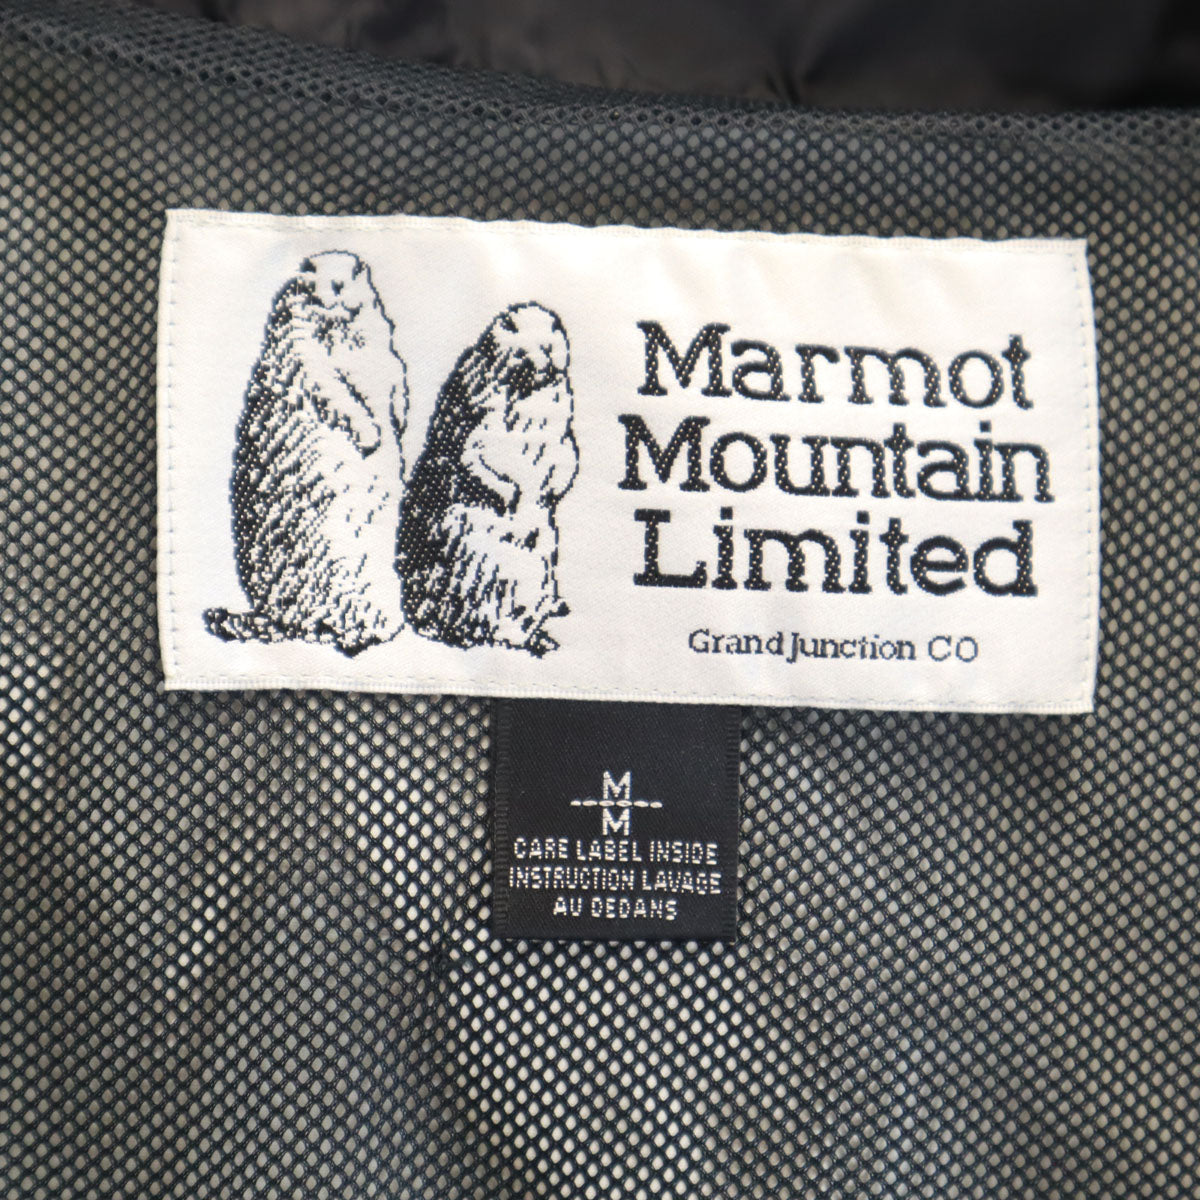 Marmot
Mountain
Limited
Grand Junction CO
M
M
CARE LABEL INSIDE
INSTRUCTION LAVAGE
AU DEDANS